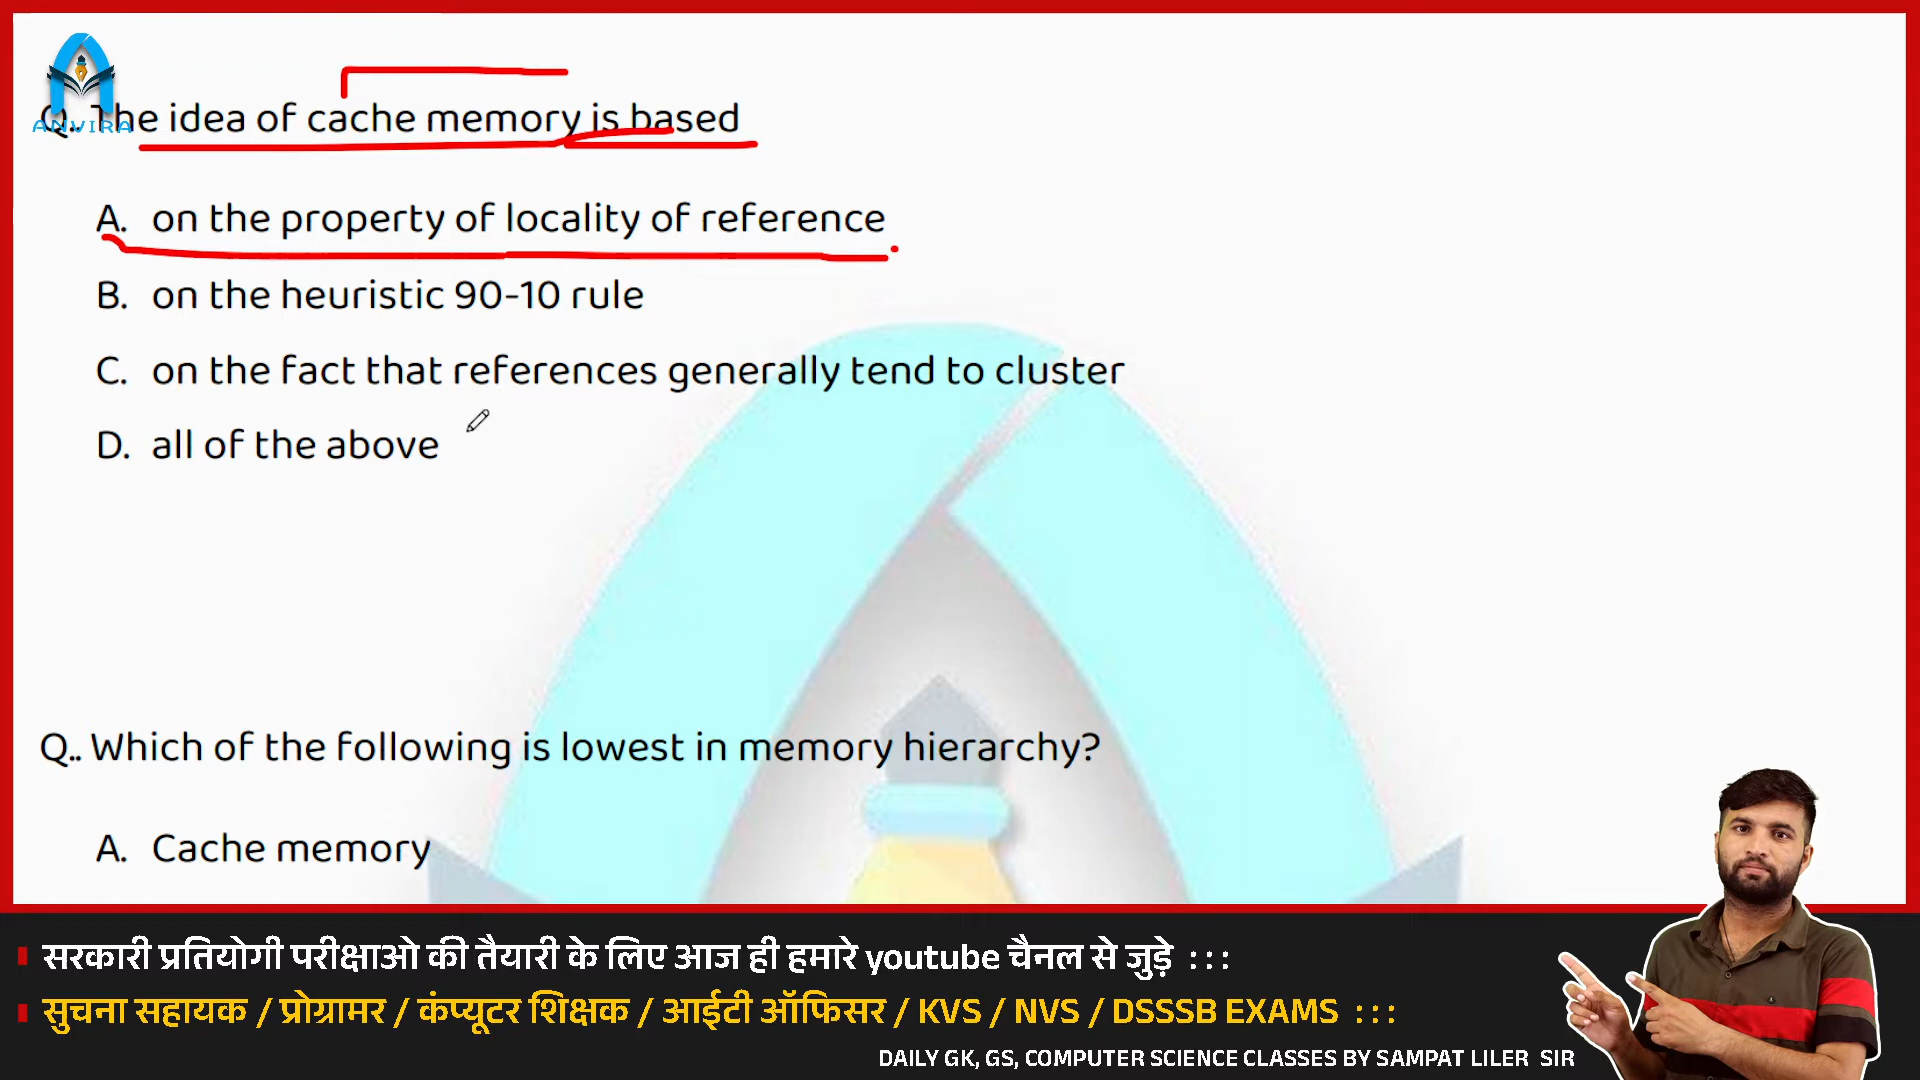 Q.. The idea of cache memory is based
ANVIRA
A. on the property of locality of reference
B. on the heuristic 90-10 rule
C. on the fact that references generally tend to cluster
D. all of the above
Q.. Which of the following is lowest in memory hierarchy?
A. Cache memory
सरकारी प्रतियोगी परीक्षाओ की तैयारी के लिए आज ही हमारे youtube चैनल से जुड़े :::
सुचना सहायक / प्रोग्रामर / कंप्यूटर शिक्षक / आईटी ऑफिसर / KVS / NVS / DSSSB EXAMS :::
DAILY GK, GS, COMPUTER SCIENCE CLASSES BY SAMPAT LILER SIR